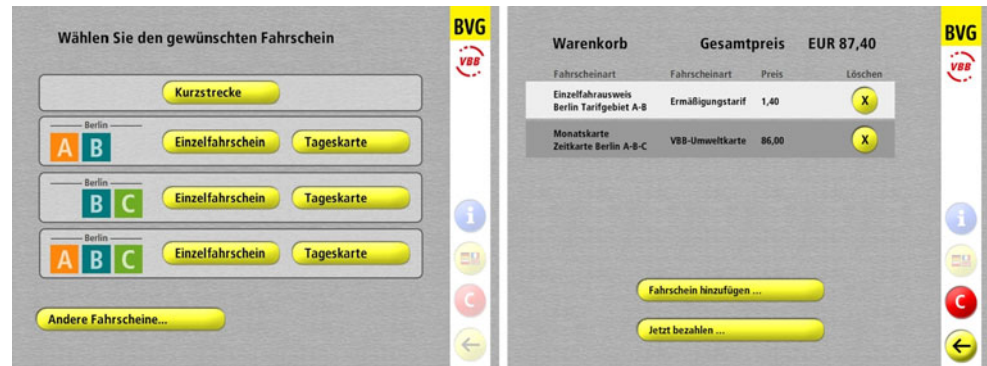 Wählen Sie den gewünschten Fahrschein
BVG
VBB
Kurzstrecke
Berlin
A B
Einzelfahrschein
Tageskarte
Berlin
B C
Einzelfahrschein
Tageskarte
Berlin
A B C
Einzelfahrschein
Tageskarte
i
C
Andere Fahrscheine...
Warenkorb Gesamtpreis EUR 87,40
BVG
VBB
Fahrscheinart Fahrscheinart Preis Löschen
Einzelfahrausweis
Berlin Tarifgebiet A-B
Ermäßigungstarif 1,40 X
Monatskarte
Zeitkarte Berlin A-B-C
VBB-Umweltkarte 86,00 X
i
Fahrschein hinzufügen ...
C
Jetzt bezahlen ...